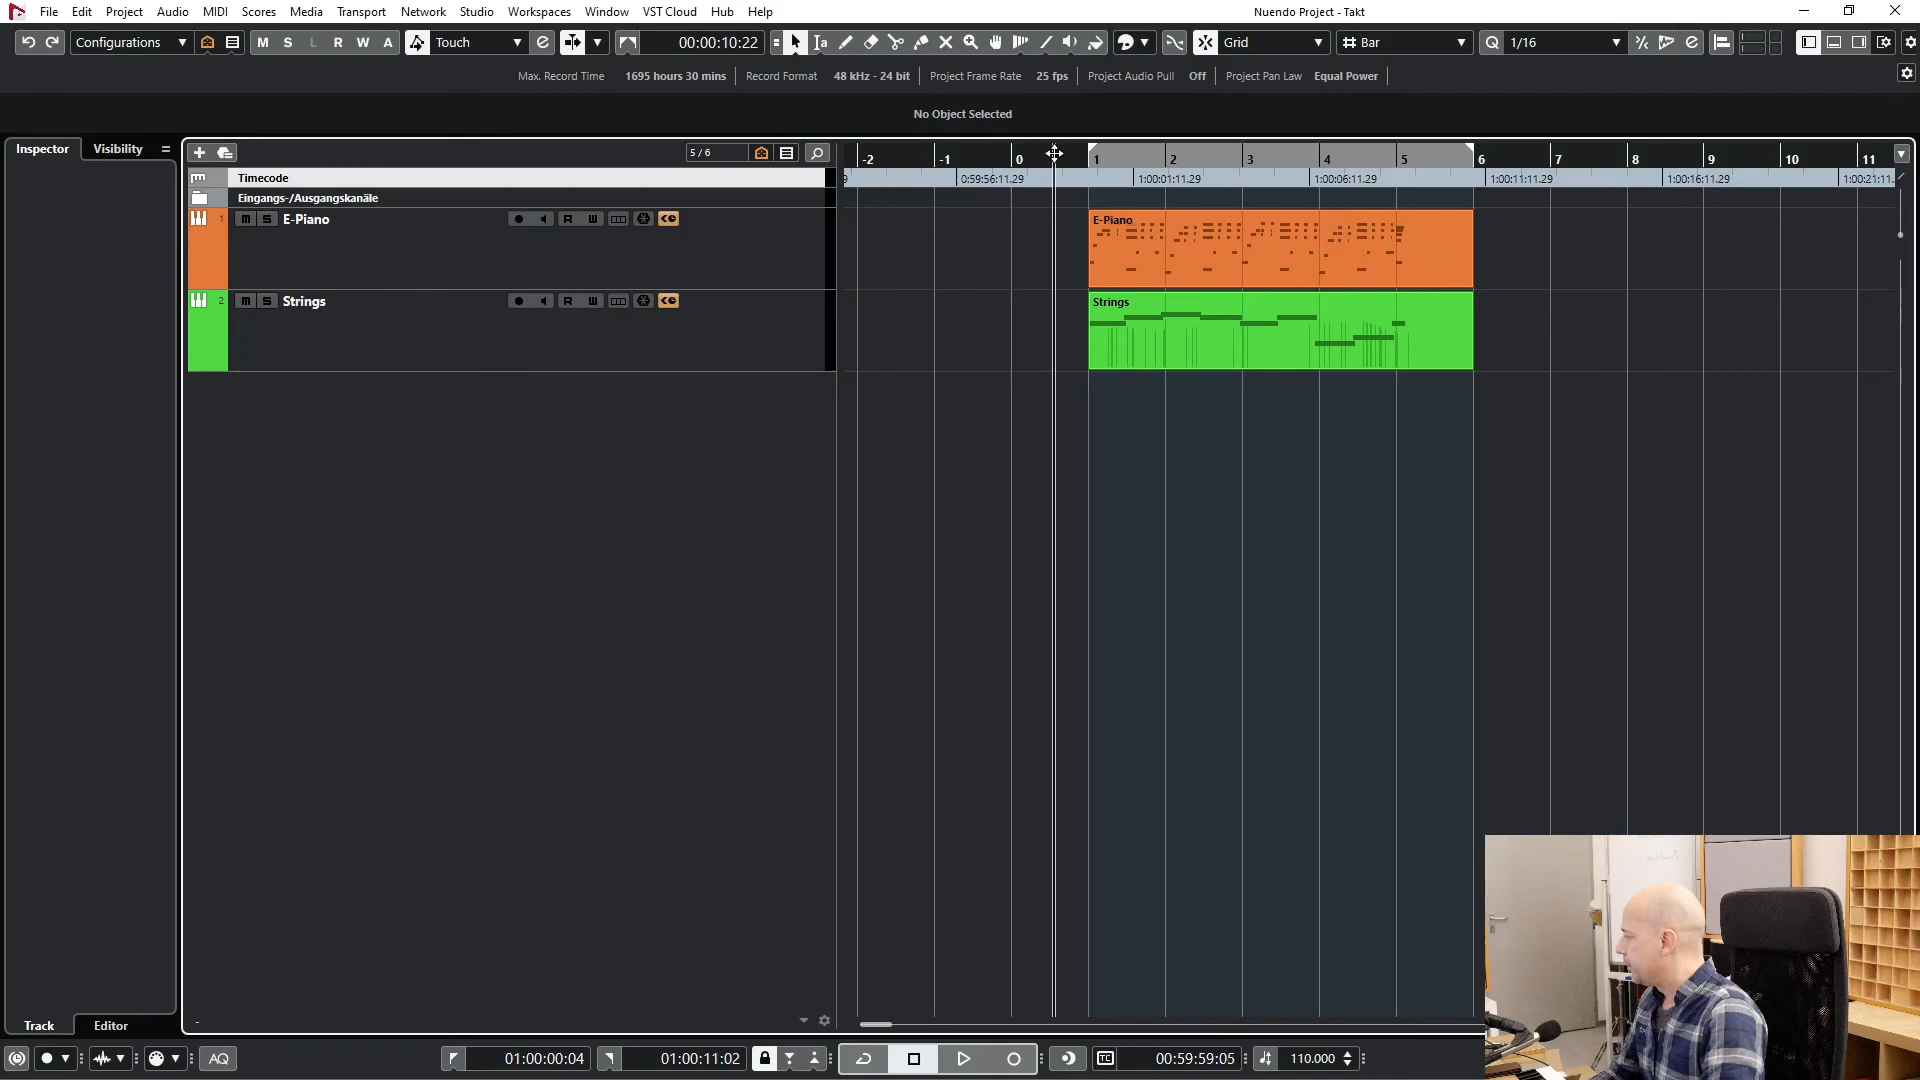 File Edit Project Audio MIDI Scores Media Transport Network Studio Workspaces Window VST Cloud Hub Help
Nuendo Project - Takt
Configurations M S L R W A Touch 00:00:10:22 Grid Bar Q 1/16
Max. Record Time 1695 hours 30 mins Record Format 48 kHz - 24 bit Project Frame Rate 25 fps Project Audio Pull Off Project Pan Law Equal Power
No Object Selected
Inspector Visibility
5 / 6
-2 -1 0 1 2 3 4 5 6 7 8 9 10 11
Timecode
9 0:59:56:11.29 1:00:01:11.29 1:00:06:11.29 1:00:11:11.29 1:00:16:11.29 1:00:21:11.
Eingangs-/Ausgangskanäle
1 m S E-Piano R W
E-Piano
2 m S Strings R W
Strings
Track Editor
AQ 01:00:00:04 01:00:11:02 TC 00:59:59:05 110.000